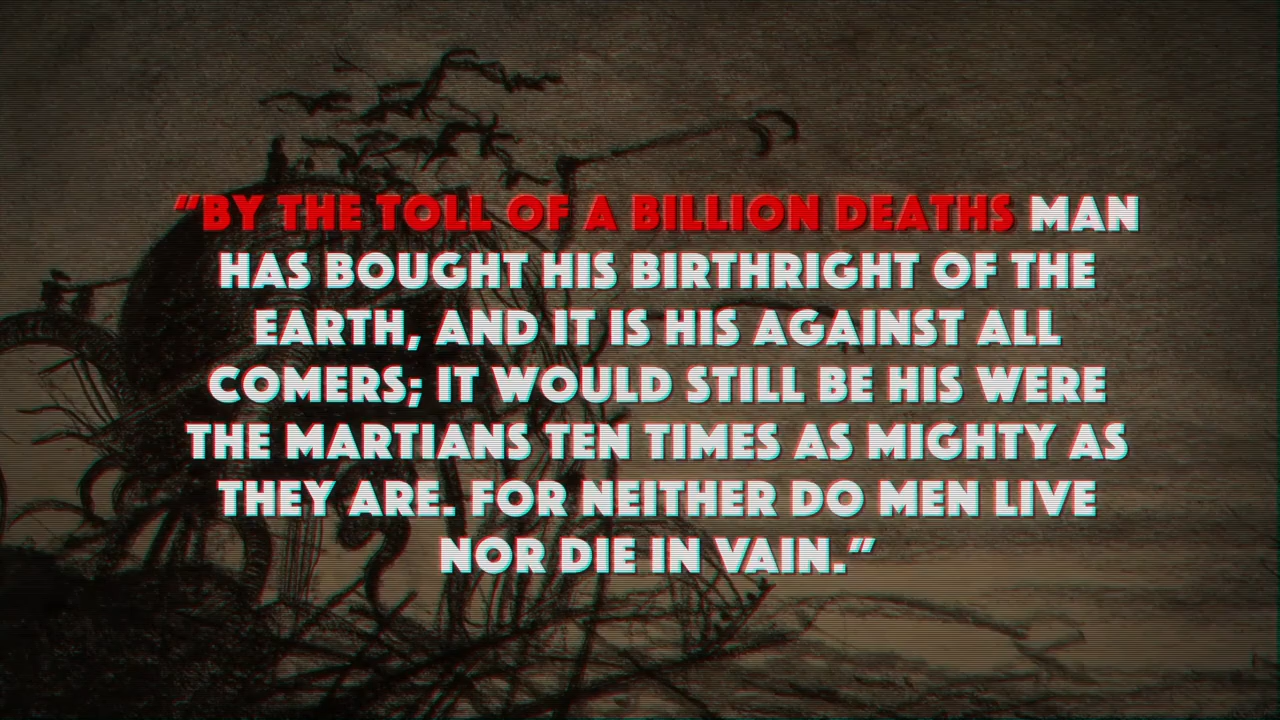 “BY THE TOLL OF A BILLION DEATHS MAN
HAS BOUGHT HIS BIRTHRIGHT OF THE
EARTH, AND IT IS HIS AGAINST ALL
COMERS; IT WOULD STILL BE HIS WERE
THE MARTIANS TEN TIMES AS MIGHTY AS
THEY ARE. FOR NEITHER DO MEN LIVE
NOR DIE IN VAIN.”